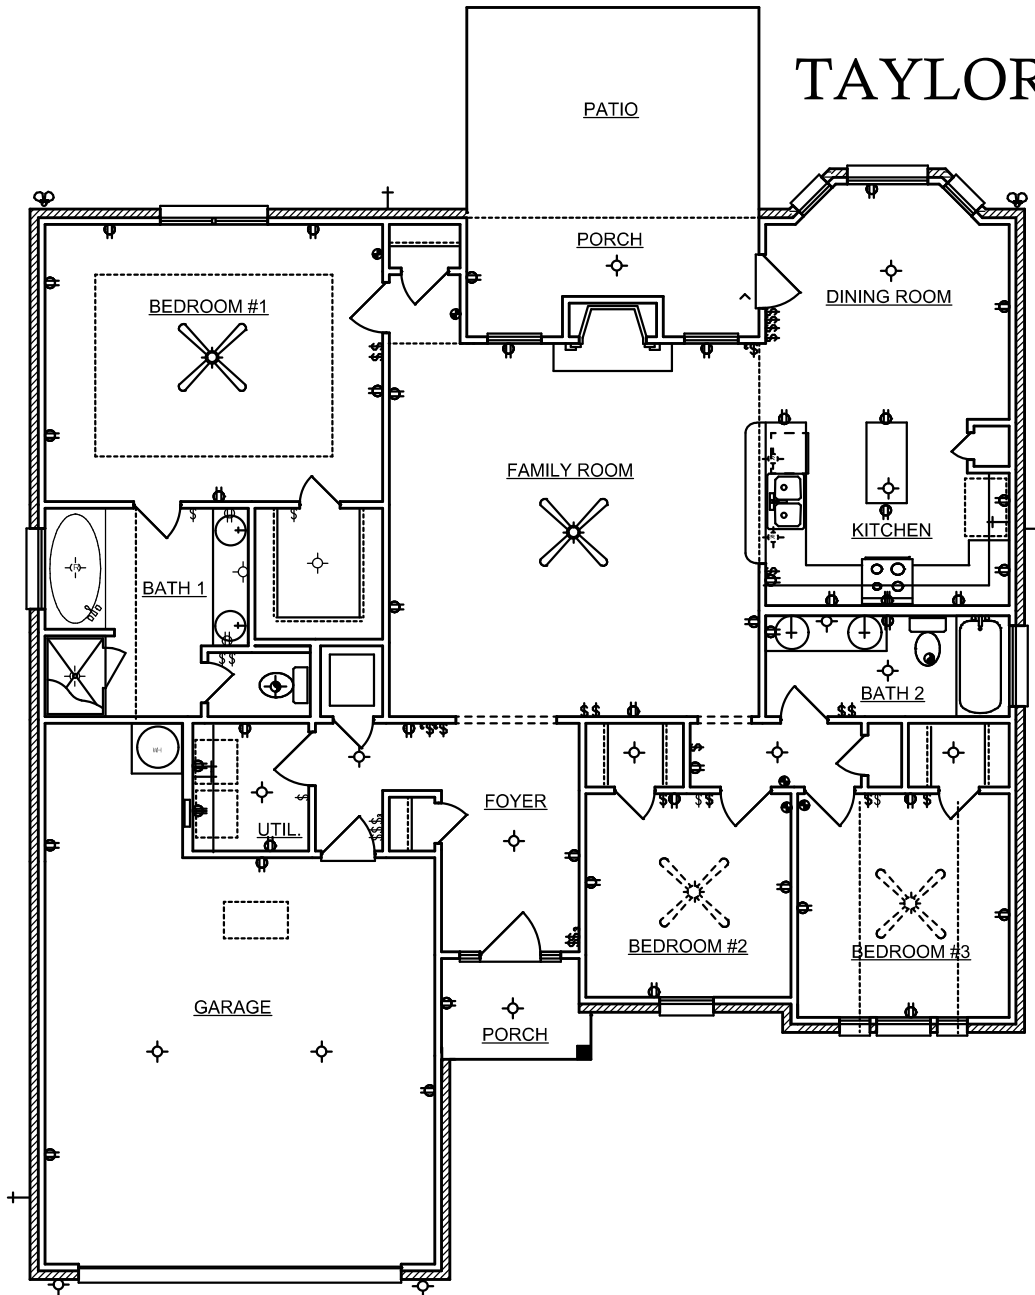 TAYLOR
PATIO
PORCH
DINING ROOM
BEDROOM #1
FAMILY ROOM
KITCHEN
BATH 1
BATH 2
WH
FOYER
UTIL.
BEDROOM #2
BEDROOM #3
GARAGE
PORCH